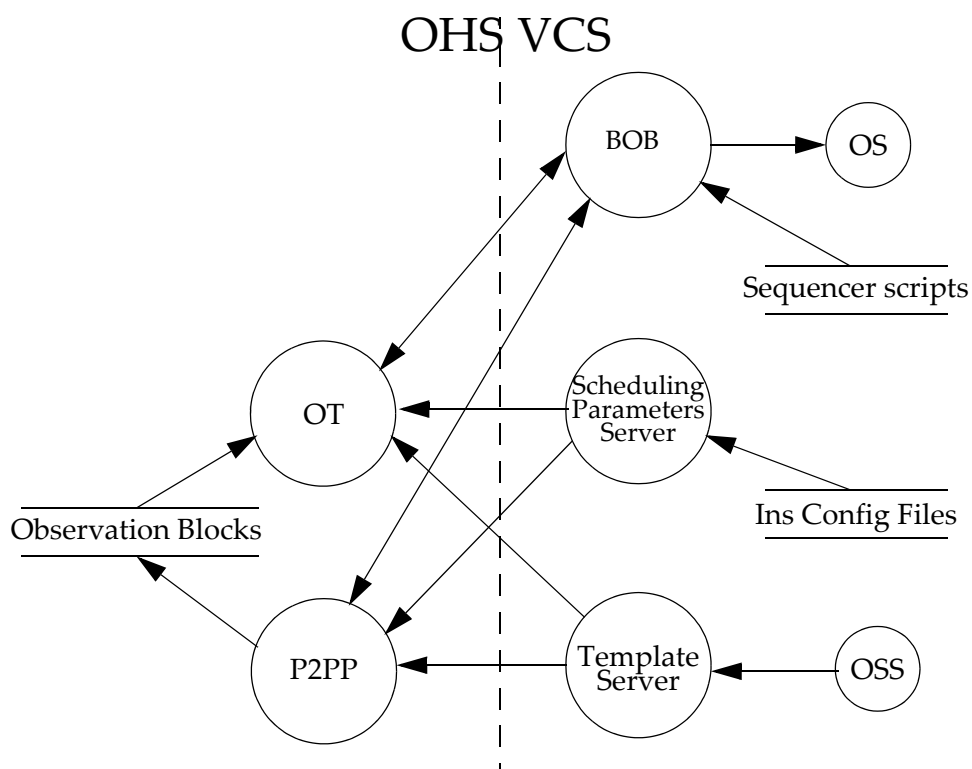 OHS VCS
BOB
OS
Sequencer scripts
Scheduling
Parameters
Server
OT
Ins Config Files
Observation Blocks
P2PP
Template
Server
OSS